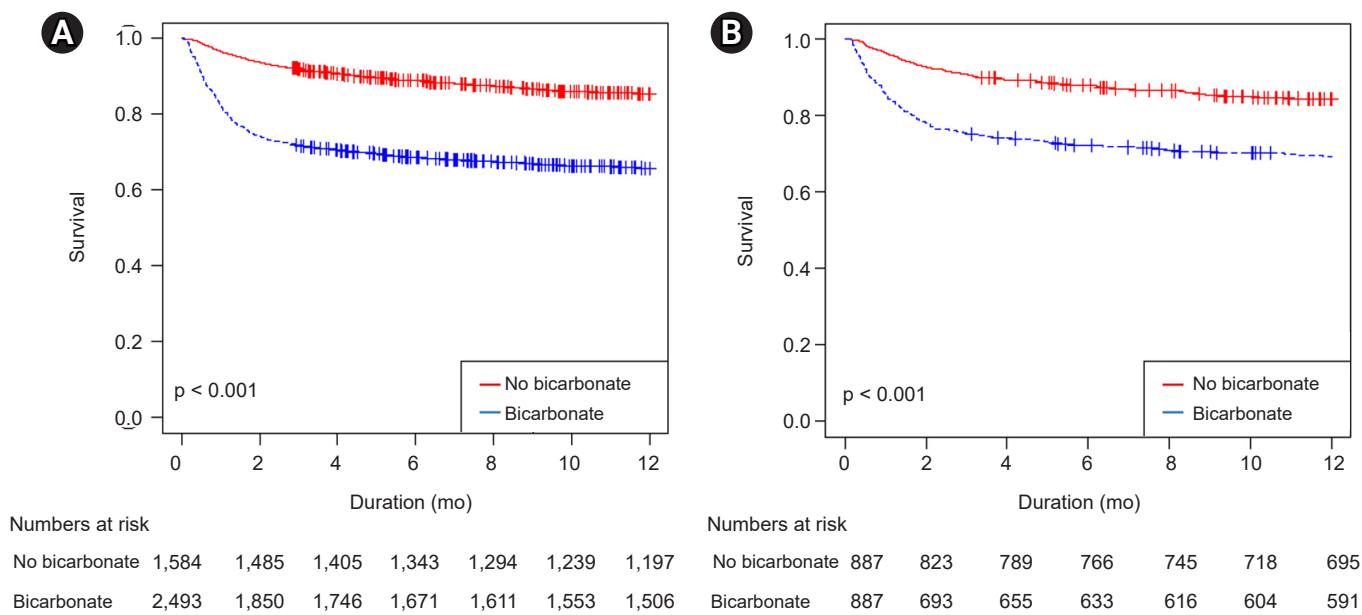 A
1.0
0.8
0.6
0.4
0.2
0.0
Survival
p < 0.001
No bicarbonate
Bicarbonate
0 2 4 6 8 10 12
Duration (mo)
Numbers at risk
No bicarbonate 1,584 1,485 1,405 1,343 1,294 1,239 1,197
Bicarbonate 2,493 1,850 1,746 1,671 1,611 1,553 1,506
B
1.0
0.8
0.6
0.4
0.2
0.0
Survival
p < 0.001
No bicarbonate
Bicarbonate
0 2 4 6 8 10 12
Duration (mo)
Numbers at risk
No bicarbonate 887 823 789 766 745 718 695
Bicarbonate 887 693 655 633 616 604 591